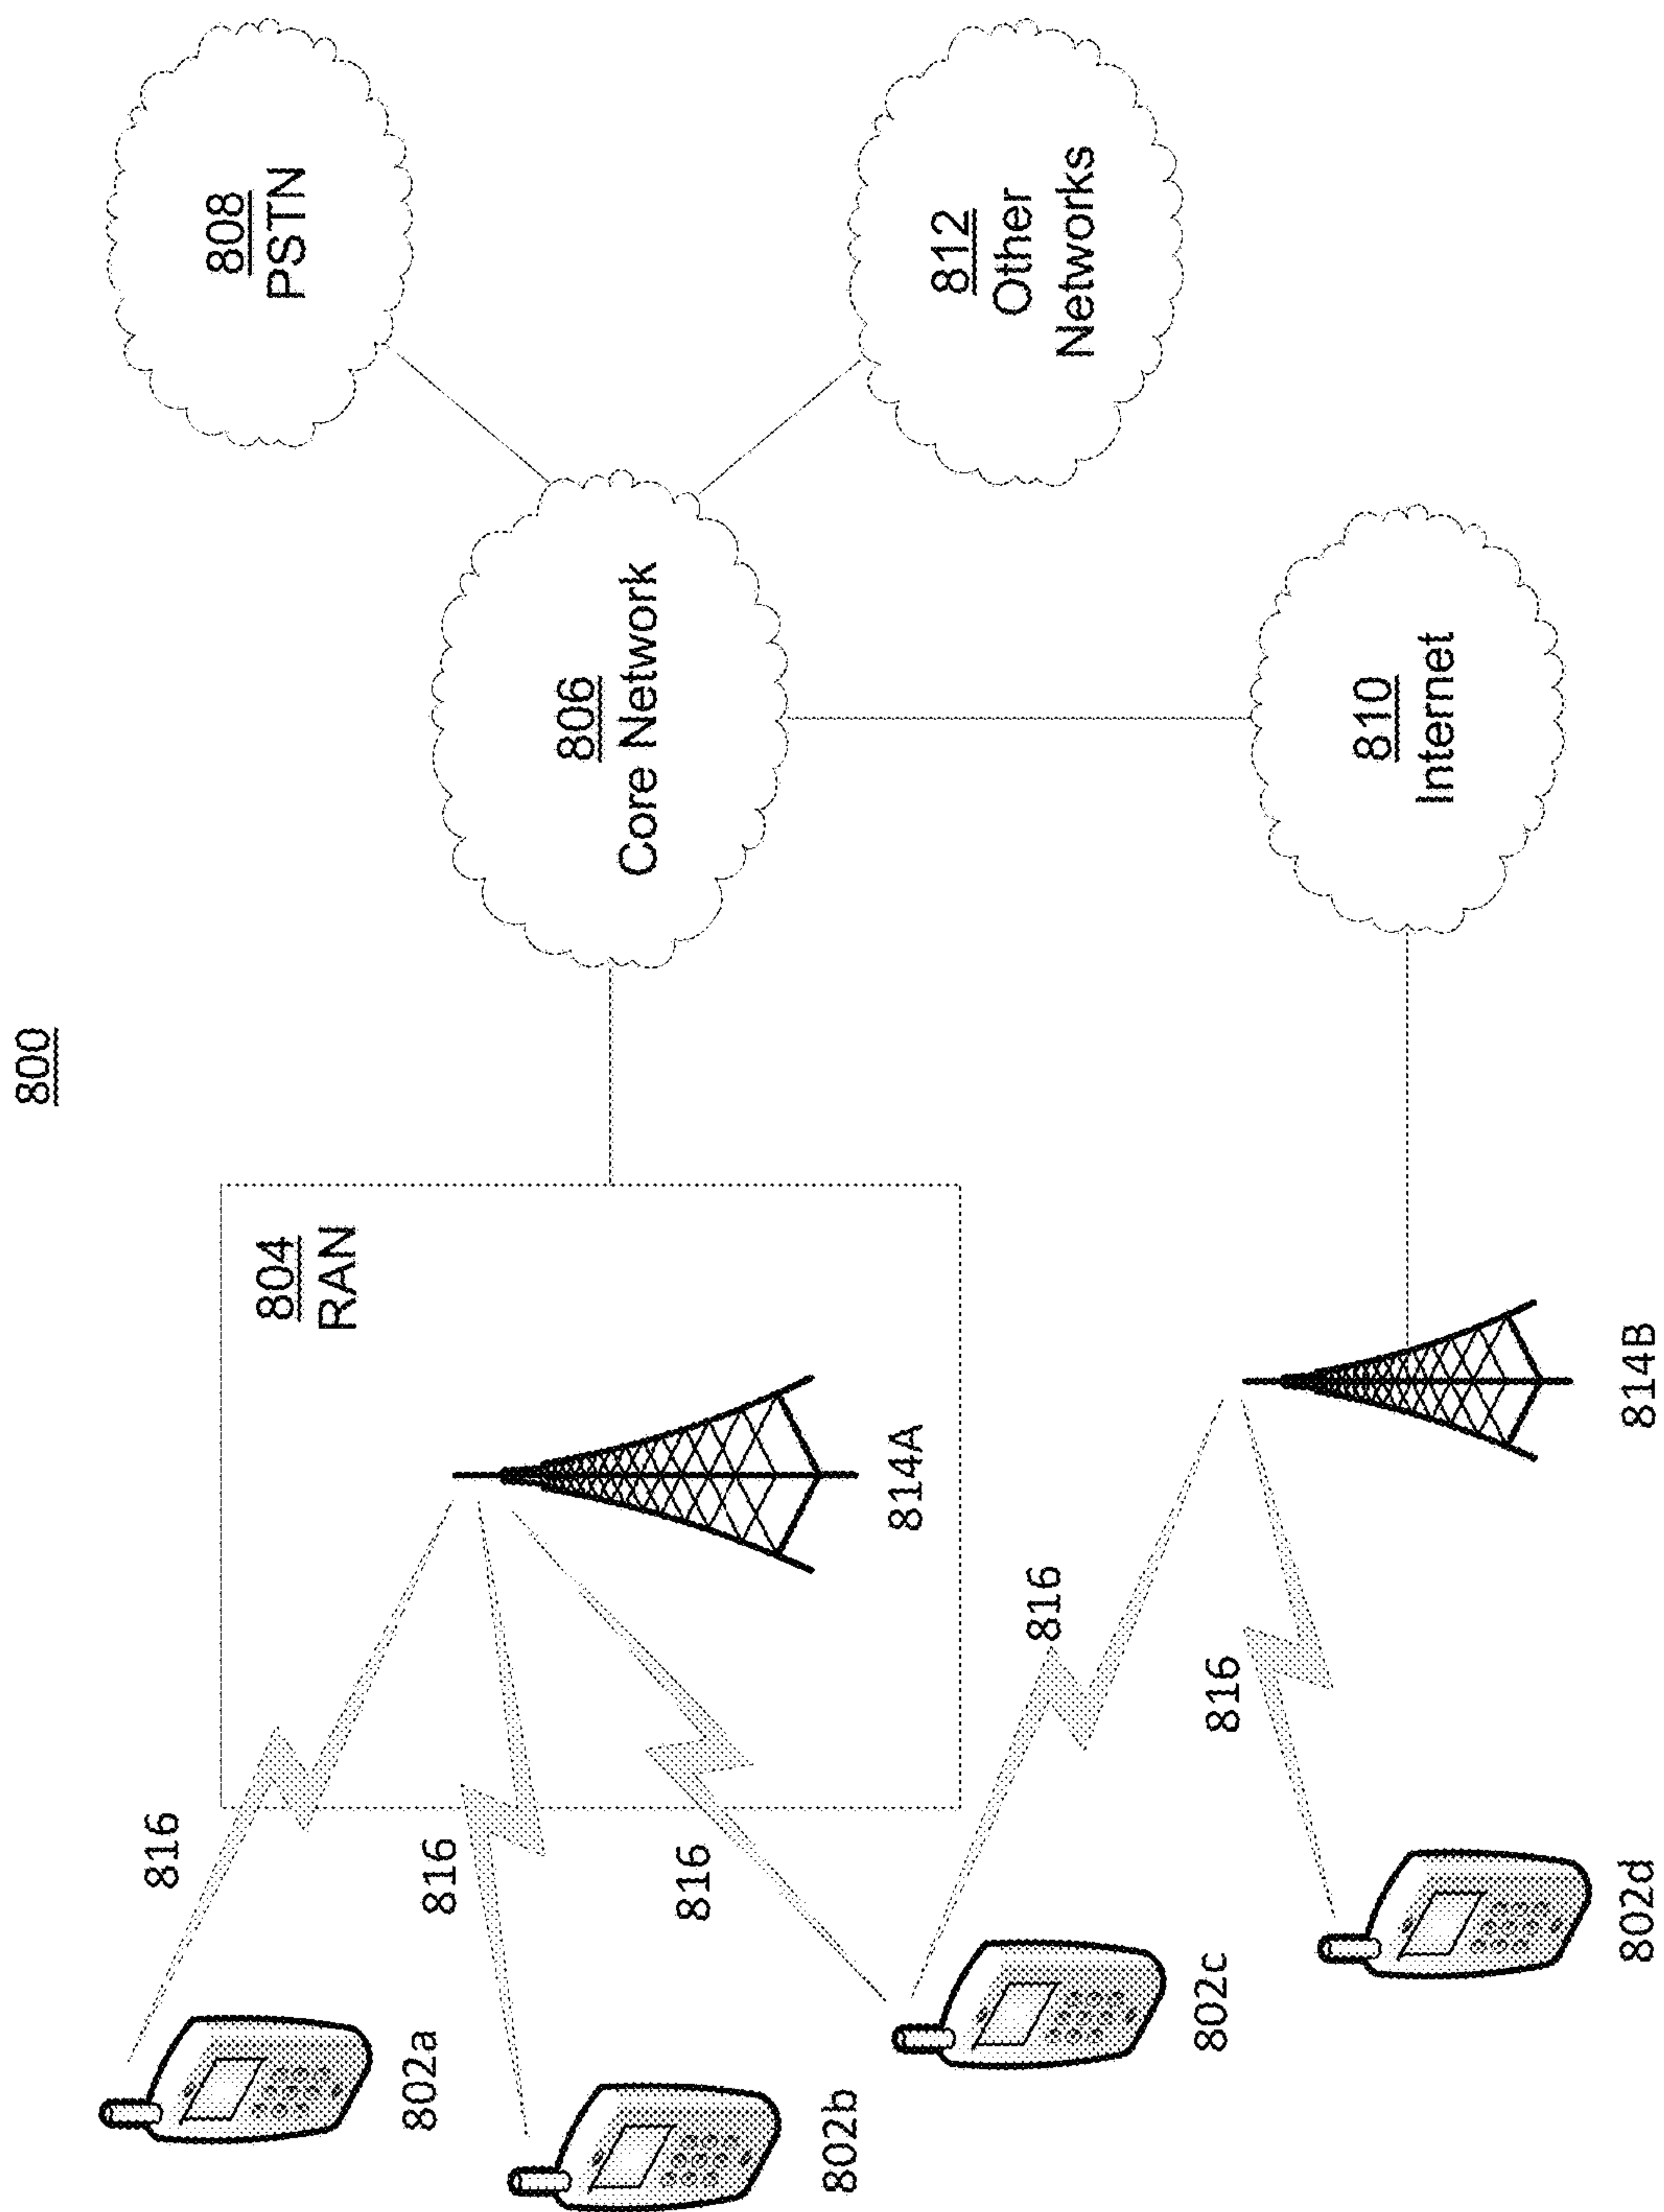 800
808
PSTN
804
RAN
806
Core Network
812
Other
Networks
816
802a
816
802b
816
814A
802c
816
810
Internet
816
802d
814B